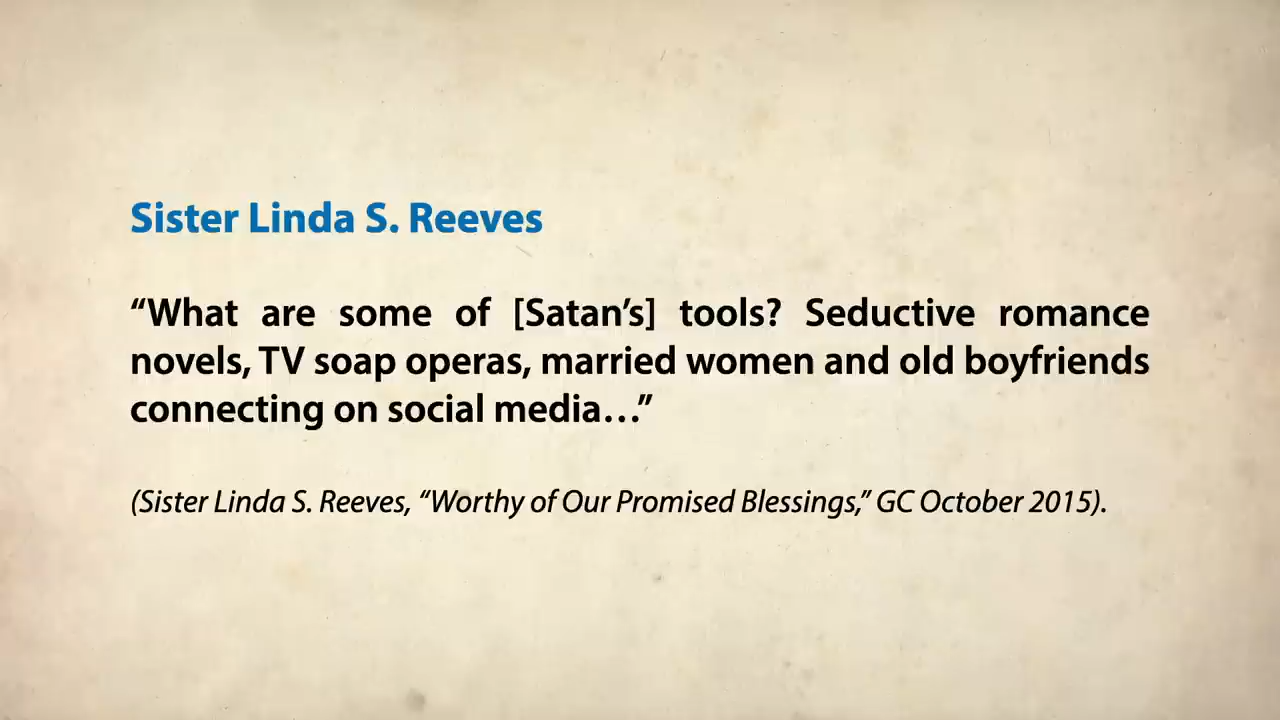 Sister Linda S. Reeves
“What are some of [Satan’s] tools? Seductive romance
novels, TV soap operas, married women and old boyfriends
connecting on social media…”
(Sister Linda S. Reeves, “Worthy of Our Promised Blessings,” GC October 2015).